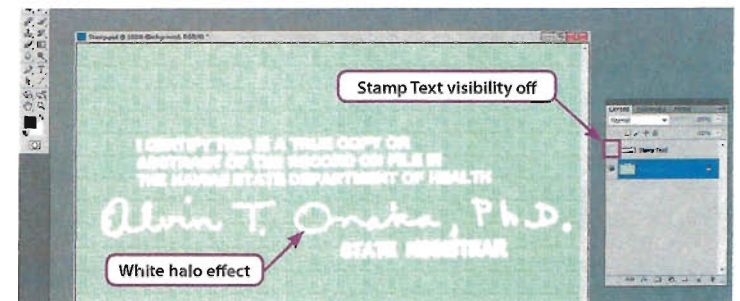 Stamp Text visibility off
Normal
Stamp Text
I CERTIFY THIS IS A TRUE COPY OR
ABSTRACT OF THE RECORD ON FILE IN
THE HAWAII STATE DEPARTMENT OF HEALTH
Alvin T. Onaka, Ph.D.
STATE REGISTRAR
White halo effect